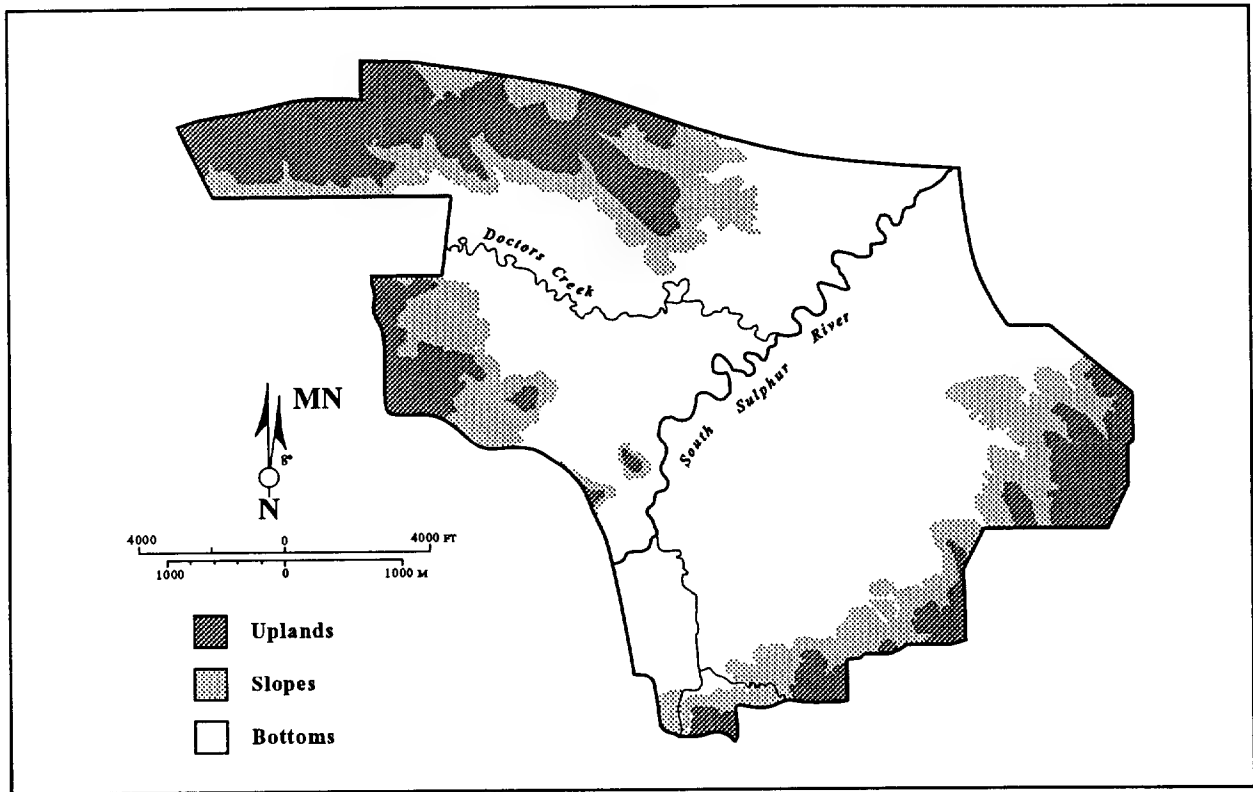 Doctors Creek
South Sulphur River
MN
8°
N
4000 0 4000 FT
1000 0 1000 M
Uplands
Slopes
Bottoms